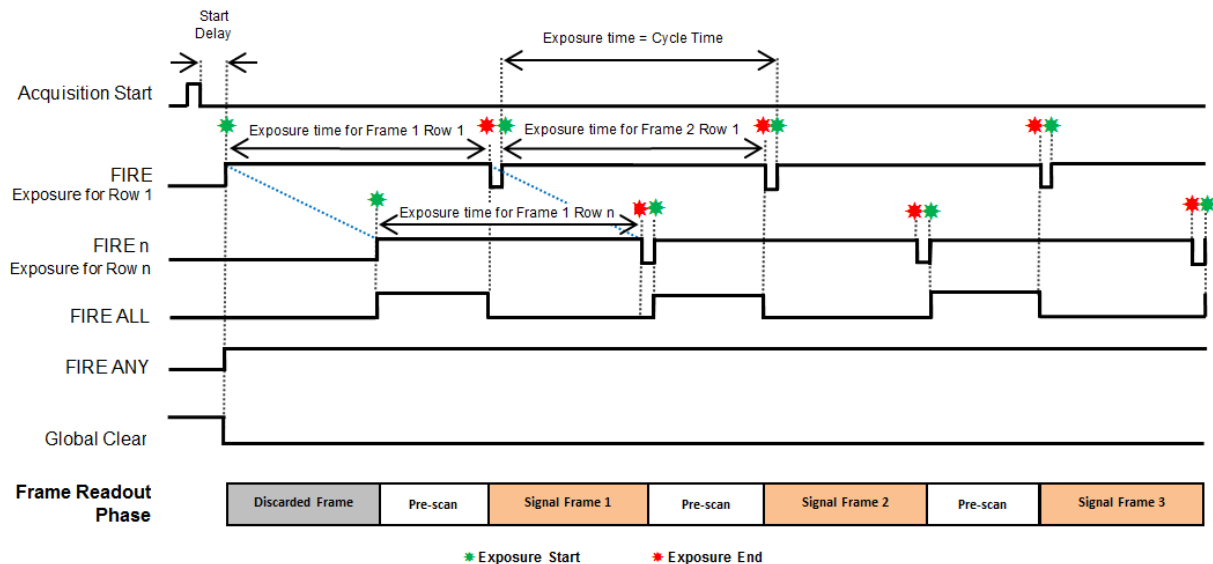 Start
Delay
Exposure time = Cycle Time
Acquisition Start
Exposure time for Frame 1 Row 1
Exposure time for Frame 2 Row 1
FIRE
Exposure for Row 1
Exposure time for Frame 1 Row n
FIRE n
Exposure for Row n
FIRE ALL
FIRE ANY
Global Clear
Frame Readout
Phase
Discarded Frame
Pre-scan
Signal Frame 1
Pre-scan
Signal Frame 2
Pre-scan
Signal Frame 3
Exposure Start
Exposure End